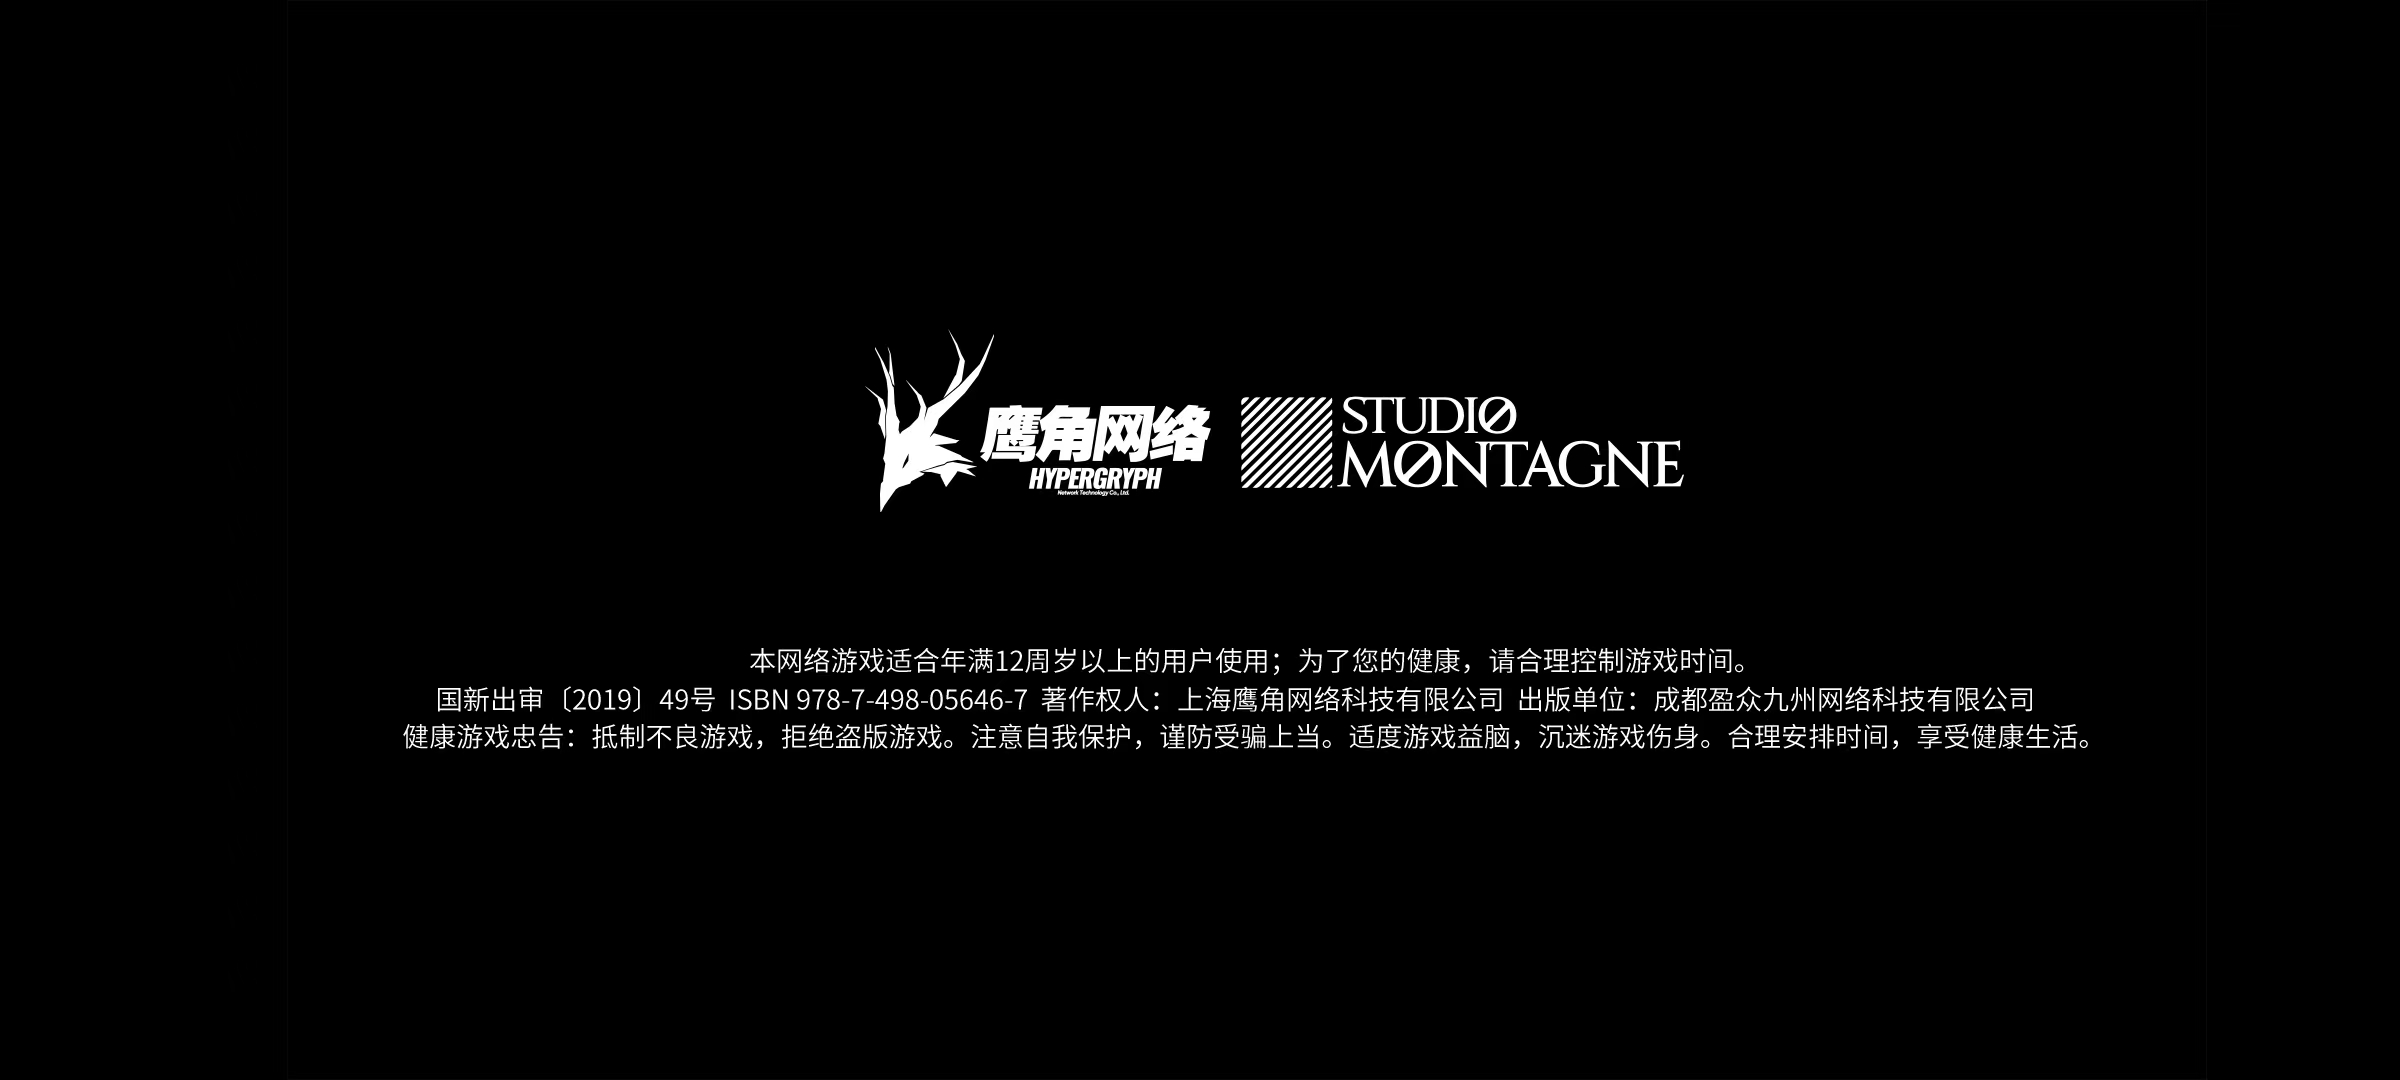 鹰角网络
HYPERGRYPH
Network Technology Co., Ltd.
STUDIØ
MØNTAGNE
本网络游戏适合年满12周岁以上的用户使用；为了您的健康，请合理控制游戏时间。
国新出审〔2019〕49号 ISBN 978-7-498-05646-7 著作权人：上海鹰角网络科技有限公司 出版单位：成都盈众九州网络科技有限公司
健康游戏忠告：抵制不良游戏，拒绝盗版游戏。注意自我保护，谨防受骗上当。适度游戏益脑，沉迷游戏伤身。合理安排时间，享受健康生活。